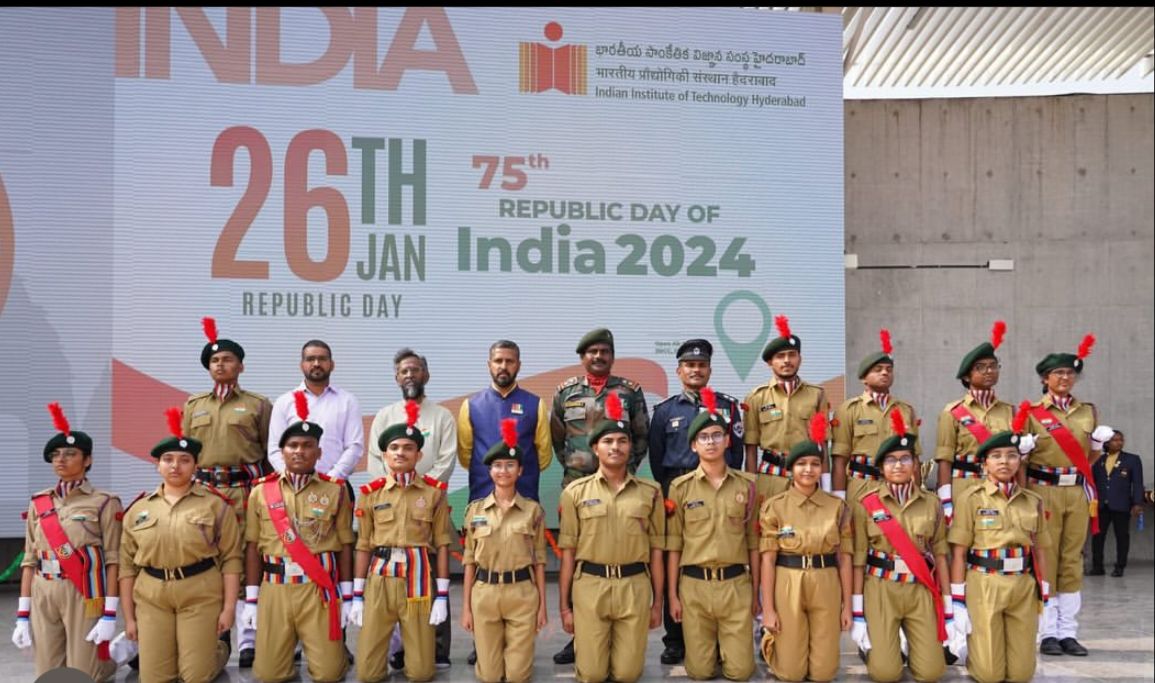 INDIA
భారతీయ సాంకేతిక విజ్ఞాన సంస్థ హైదరాబాద్
भारतीय प्रौद्योगिकी संस्थान हैदराबाद
Indian Institute of Technology Hyderabad
26TH
JAN
REPUBLIC DAY
75th
REPUBLIC DAY OF
India 2024